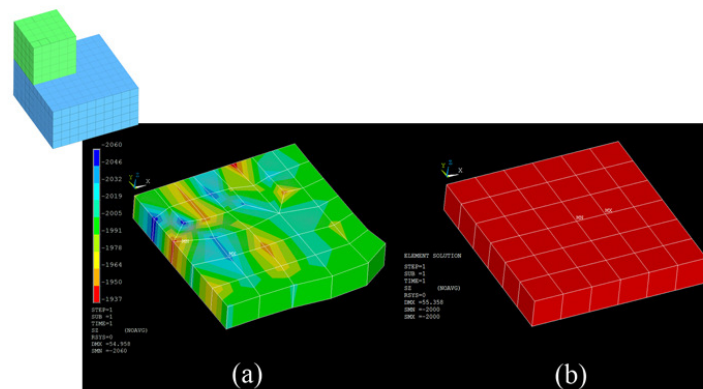 -2060
-2046
-2032
-2019
-2005
-1991
-1978
-1964
-1950
-1937
STEP=1
SUB =1
TIME=1
SZ (NOAVG)
RSYS=0
DMX =54.958
SMN =-2060
Y Z X
(a)
Y Z X
MX MX
ELEMENT SOLUTION
STEP=1
SUB =1
TIME=1
SZ (NOAVG)
RSYS=0
DMX =55.358
SMN =-2000
SMX =-2000
(b)